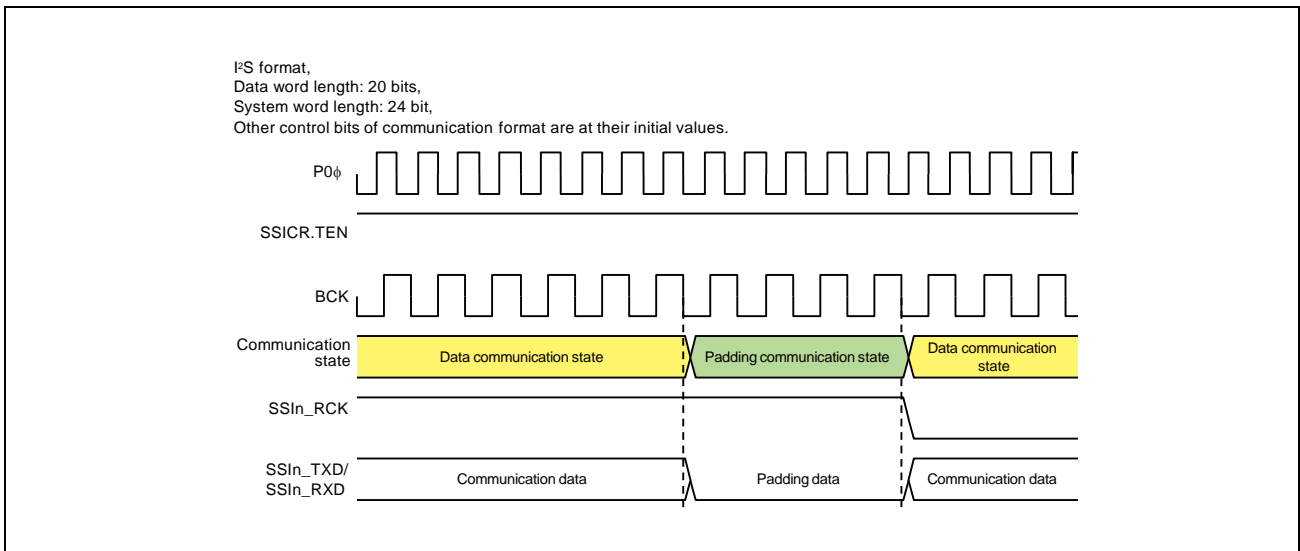 I²S format,
Data word length: 20 bits,
System word length: 24 bit,
Other control bits of communication format are at their initial values.
P0ϕ
SSICR.TEN
BCK
Communication
state
Data communication state
Padding communication state
Data communication
state
SSIn_RCK
SSIn_TXD/
SSIn_RXD
Communication data
Padding data
Communication data